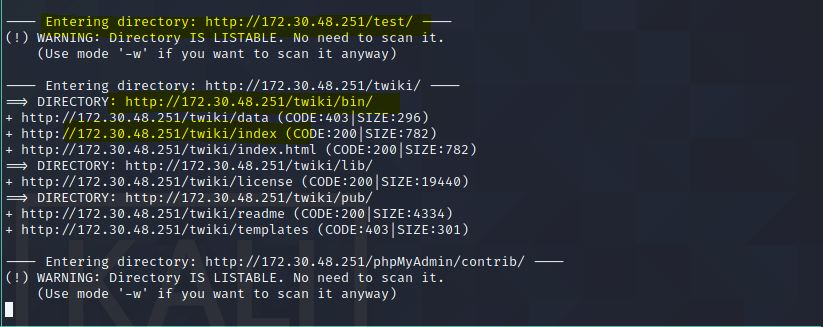 ---- Entering directory: http://172.30.48.251/test/ ----
(!) WARNING: Directory IS LISTABLE. No need to scan it.
(Use mode '-w' if you want to scan it anyway)
---- Entering directory: http://172.30.48.251/twiki/ ----
==> DIRECTORY: http://172.30.48.251/twiki/bin/
+ http://172.30.48.251/twiki/data (CODE:403|SIZE:296)
+ http://172.30.48.251/twiki/index (CODE:200|SIZE:782)
+ http://172.30.48.251/twiki/index.html (CODE:200|SIZE:782)
==> DIRECTORY: http://172.30.48.251/twiki/lib/
+ http://172.30.48.251/twiki/license (CODE:200|SIZE:19440)
==> DIRECTORY: http://172.30.48.251/twiki/pub/
+ http://172.30.48.251/twiki/readme (CODE:200|SIZE:4334)
+ http://172.30.48.251/twiki/templates (CODE:403|SIZE:301)
---- Entering directory: http://172.30.48.251/phpMyAdmin/contrib/ ----
(!) WARNING: Directory IS LISTABLE. No need to scan it.
(Use mode '-w' if you want to scan it anyway)
KALI